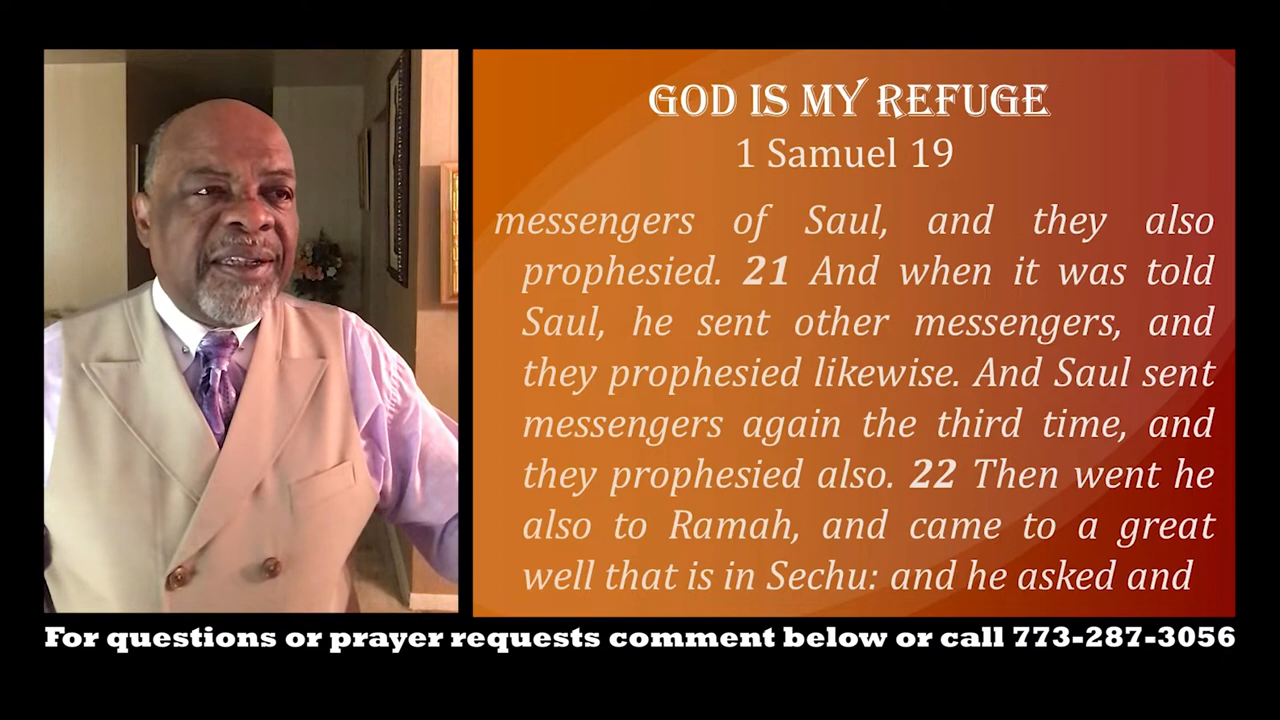 GOD IS MY REFUGE
1 Samuel 19
messengers of Saul, and they also
prophesied. 21 And when it was told
Saul, he sent other messengers, and
they prophesied likewise. And Saul sent
messengers again the third time, and
they prophesied also. 22 Then went he
also to Ramah, and came to a great
well that is in Sechu: and he asked and
For questions or prayer requests comment below or call 773-287-3056